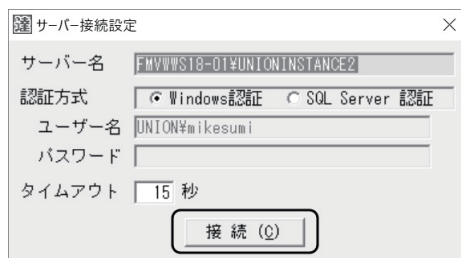 達 サーバー接続設定
サーバー名 FMVWWS18-01¥UNIONINSTANCE2
認証方式 Windows認証 SQL Server 認証
ユーザー名 UNION¥mikesumi
パスワード
タイムアウト 15 秒
接 続 (C)